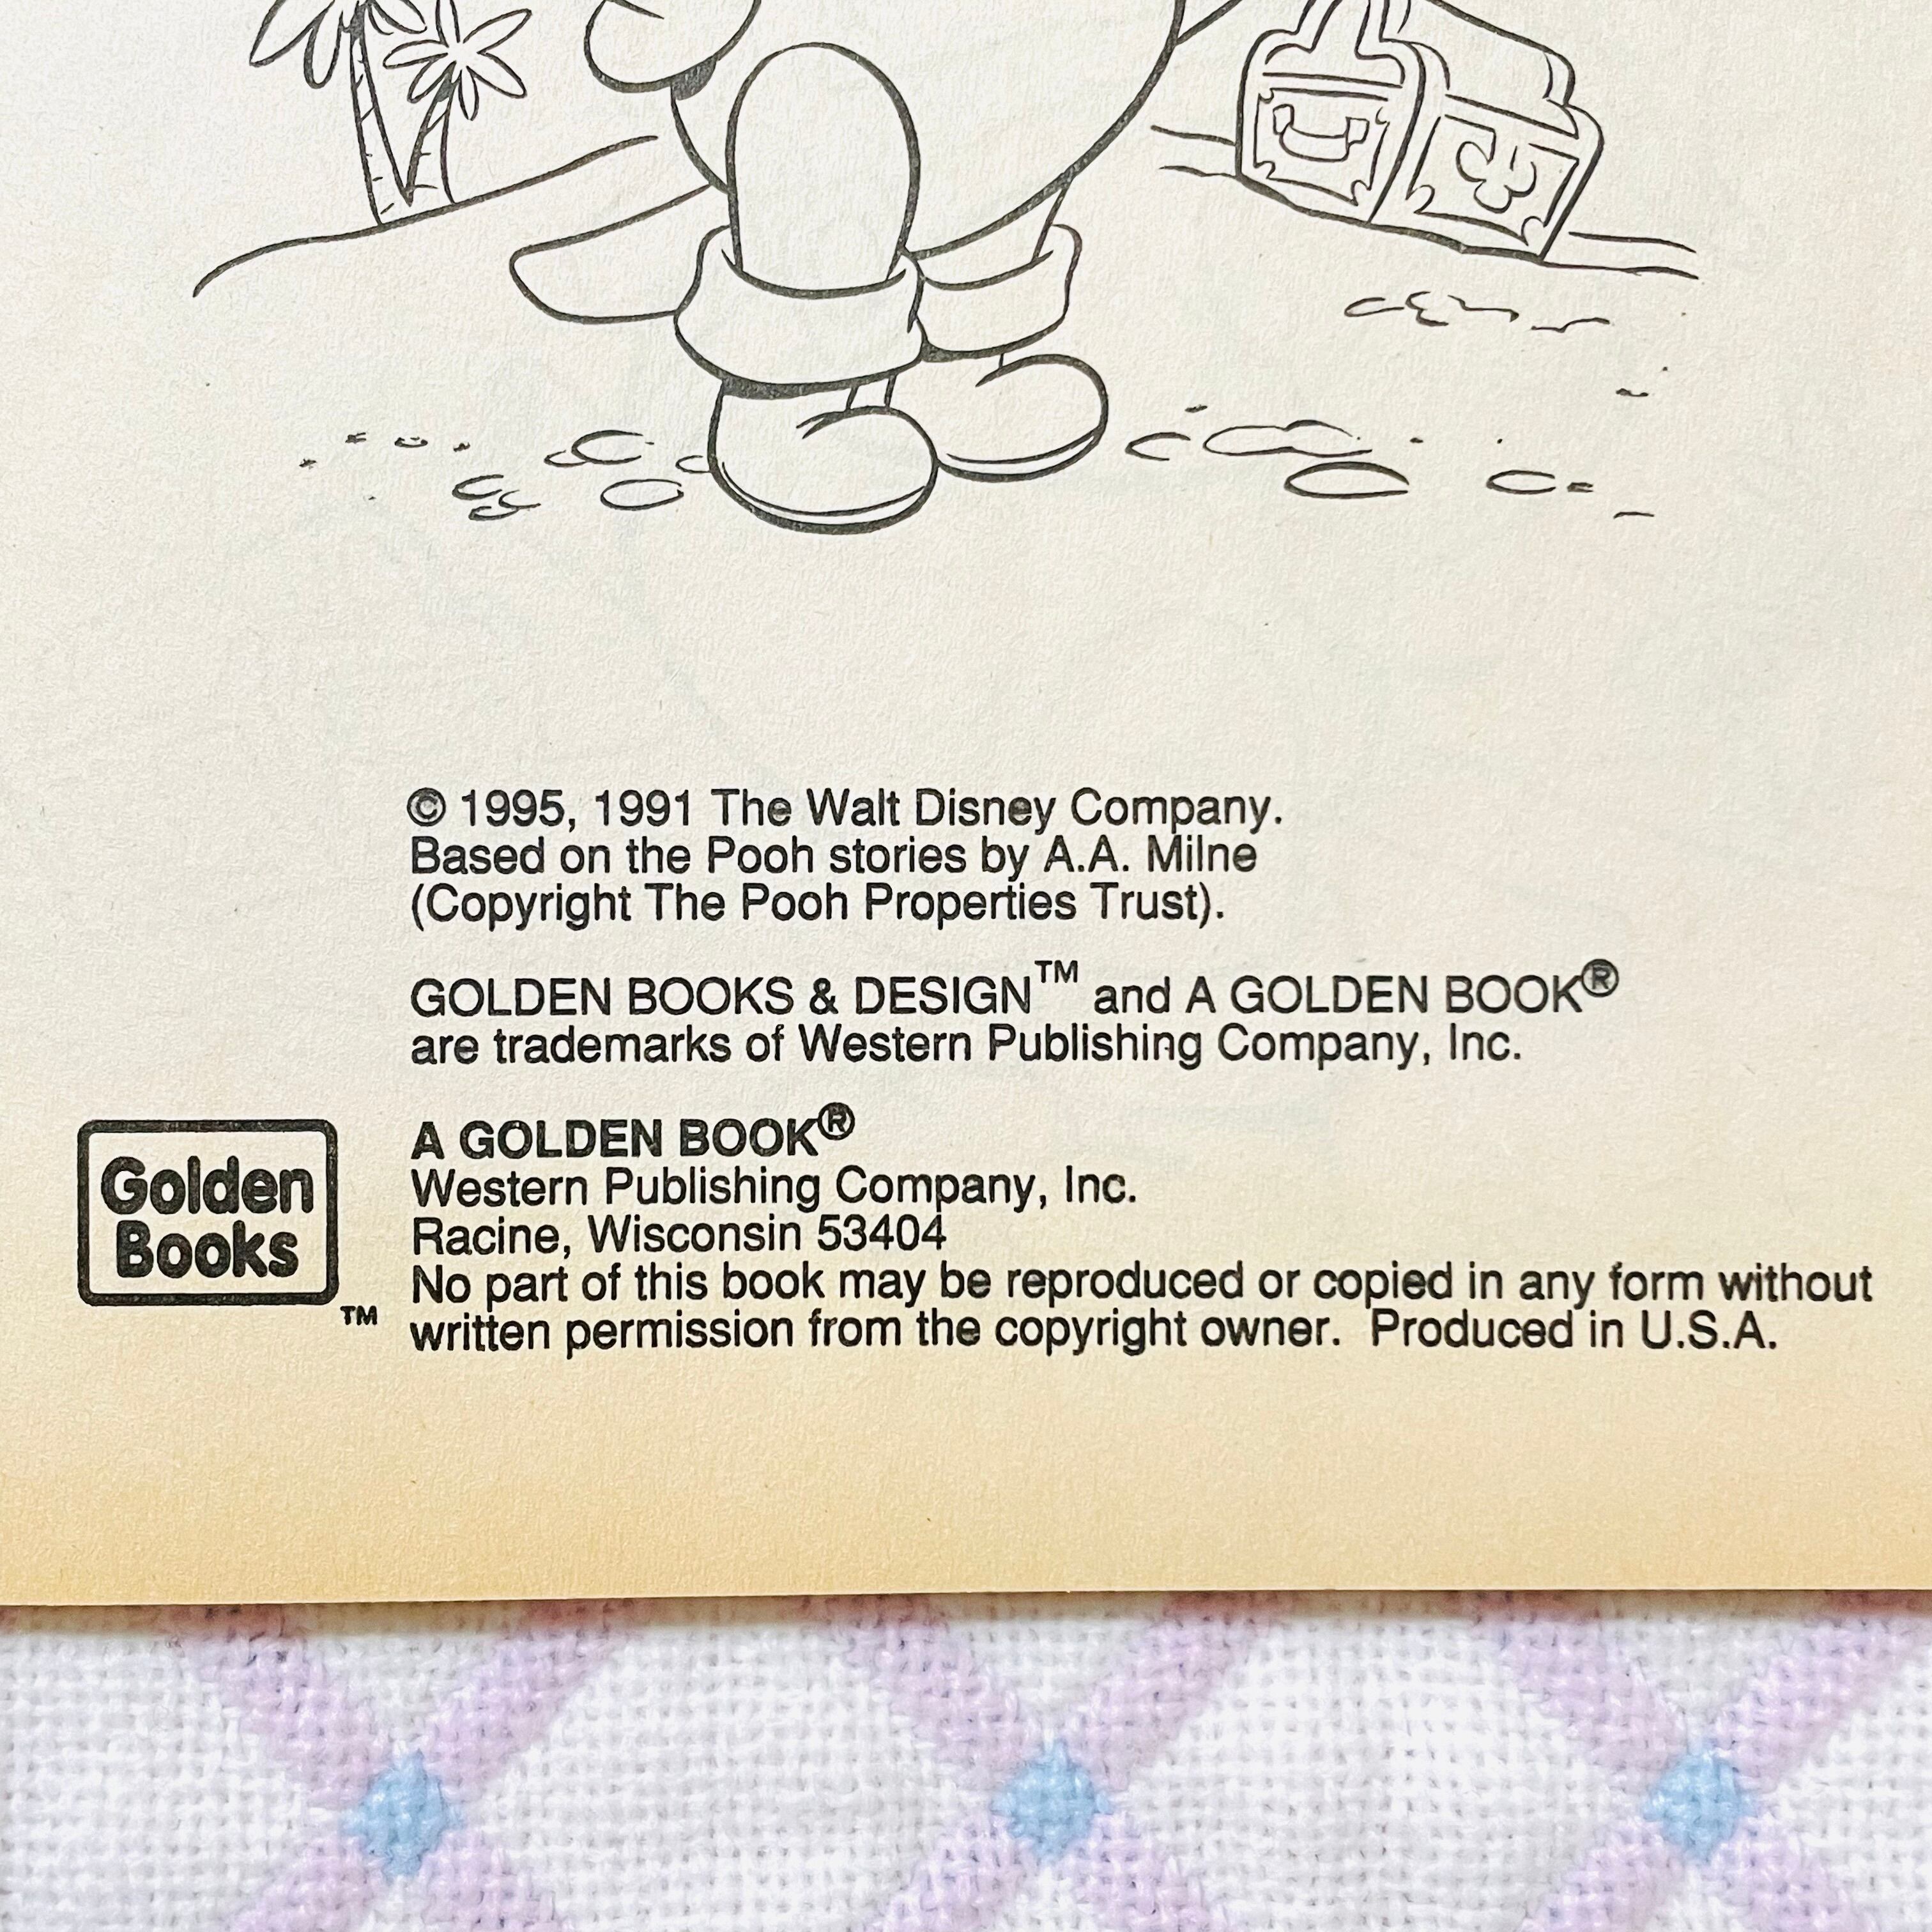 © 1995, 1991 The Walt Disney Company.
Based on the Pooh stories by A.A. Milne
(Copyright The Pooh Properties Trust).
GOLDEN BOOKS & DESIGN™ and A GOLDEN BOOK®
are trademarks of Western Publishing Company, Inc.
A GOLDEN BOOK®
Western Publishing Company, Inc.
Racine, Wisconsin 53404
No part of this book may be reproduced or copied in any form without
written permission from the copyright owner. Produced in U.S.A.
Golden
Books
™